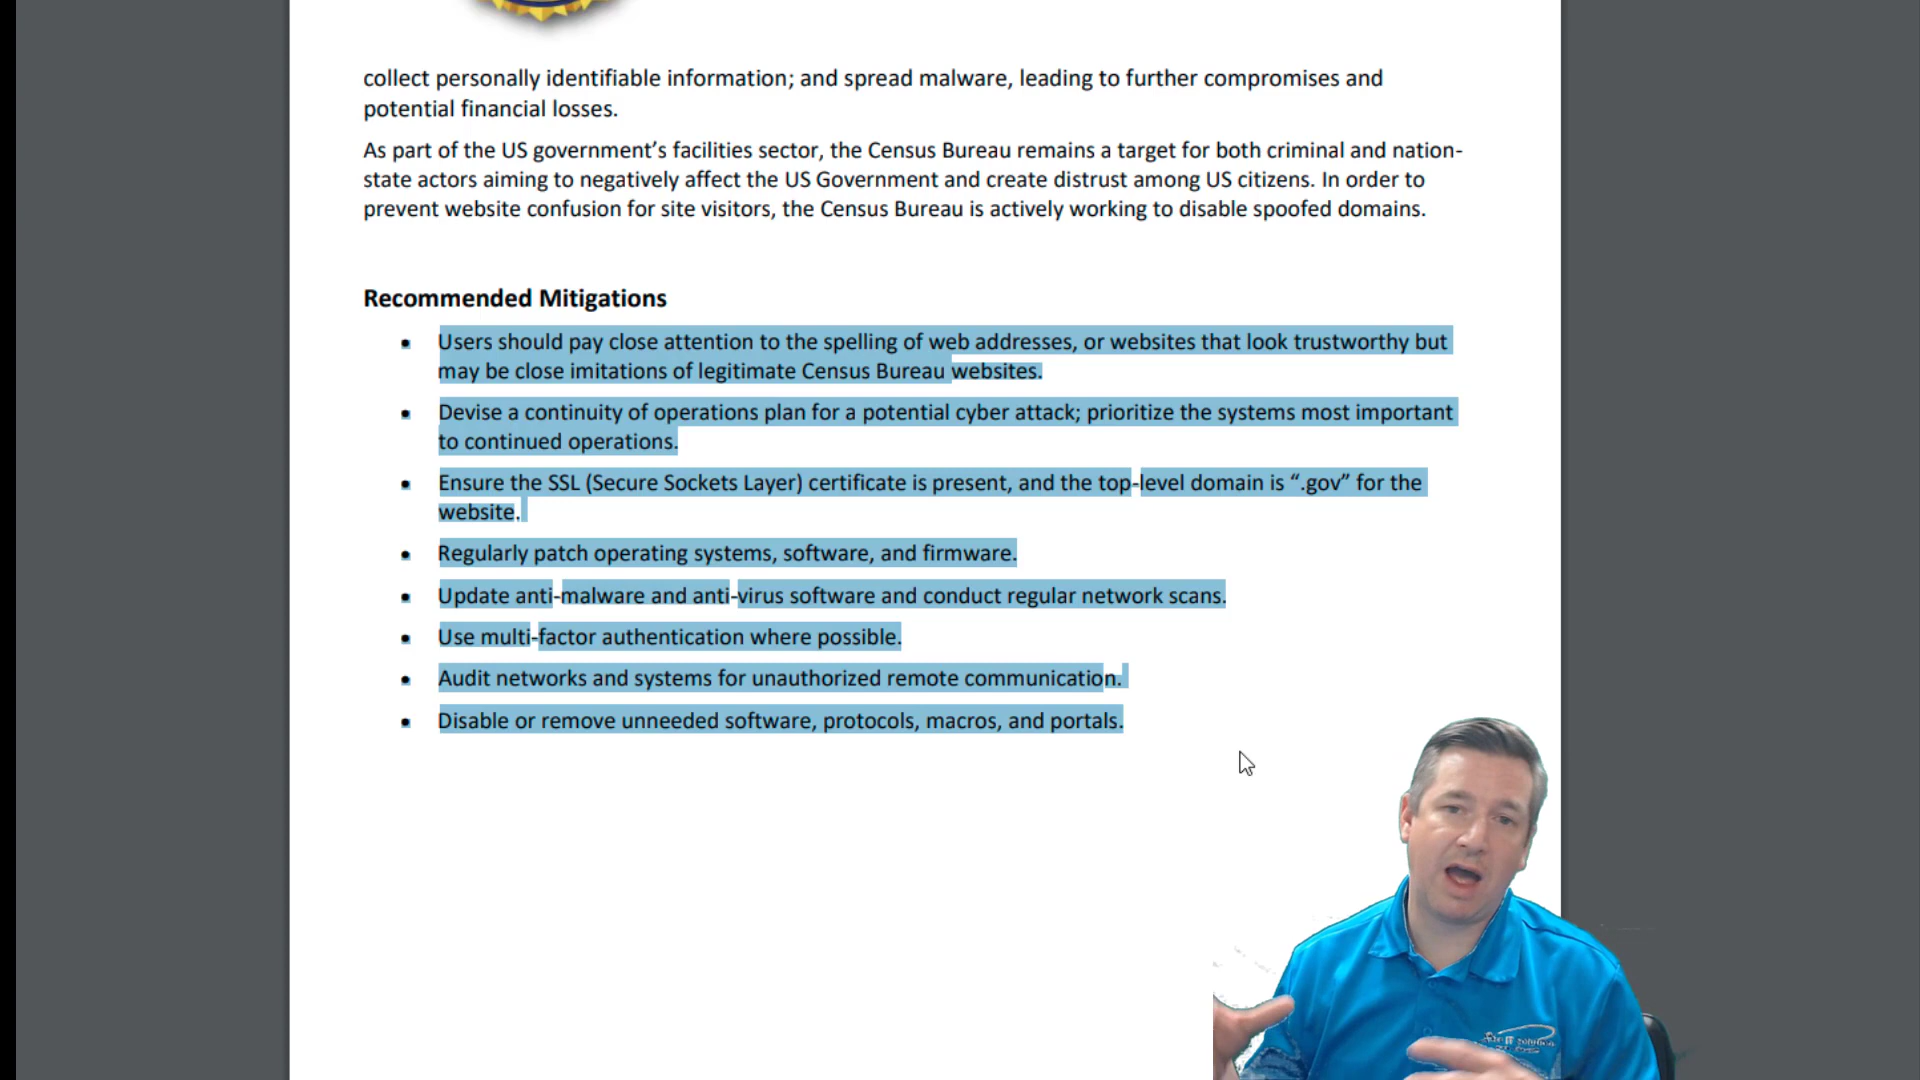 collect personally identifiable information; and spread malware, leading to further compromises and
potential financial losses.
As part of the US government’s facilities sector, the Census Bureau remains a target for both criminal and nation-
state actors aiming to negatively affect the US Government and create distrust among US citizens. In order to
prevent website confusion for site visitors, the Census Bureau is actively working to disable spoofed domains.
Recommended Mitigations
• Users should pay close attention to the spelling of web addresses, or websites that look trustworthy but
may be close imitations of legitimate Census Bureau websites.
• Devise a continuity of operations plan for a potential cyber attack; prioritize the systems most important
to continued operations.
• Ensure the SSL (Secure Sockets Layer) certificate is present, and the top-level domain is “.gov” for the
website.
• Regularly patch operating systems, software, and firmware.
• Update anti-malware and anti-virus software and conduct regular network scans.
• Use multi-factor authentication where possible.
• Audit networks and systems for unauthorized remote communication.
• Disable or remove unneeded software, protocols, macros, and portals.